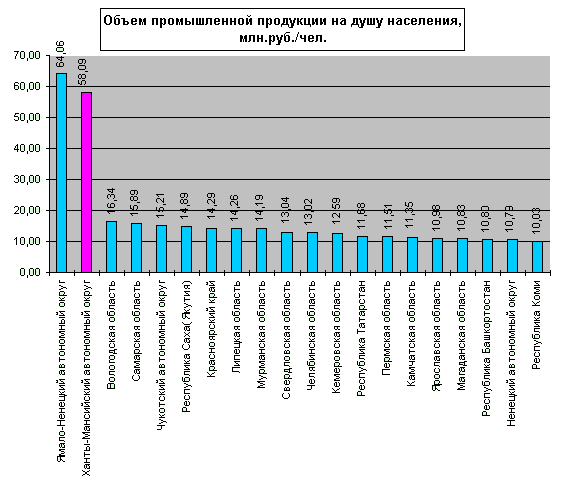 Объем промышленной продукции на душу населения,
млн.руб./чел.
70,00
60,00
50,00
40,00
30,00
20,00
10,00
0,00
64,06
58,09
16,34
15,89
15,21
14,89
14,29
14,26
14,19
13,04
13,02
12,59
11,68
11,51
11,35
10,98
10,83
10,80
10,79
10,03
Ямало-Ненецкий автономный округ
Ханты-Мансийский автономный округ
Вологодская область
Самарская область
Чукотский автономный округ
Республика Саха(Якутия)
Красноярский край
Липецкая область
Мурманская область
Свердловская область
Челябинская область
Кемеровская область
Республика Татарстан
Пермская область
Камчатская область
Ярославская область
Магаданская область
Республика Башкортостан
Ненецкий автономный округ
Республика Коми